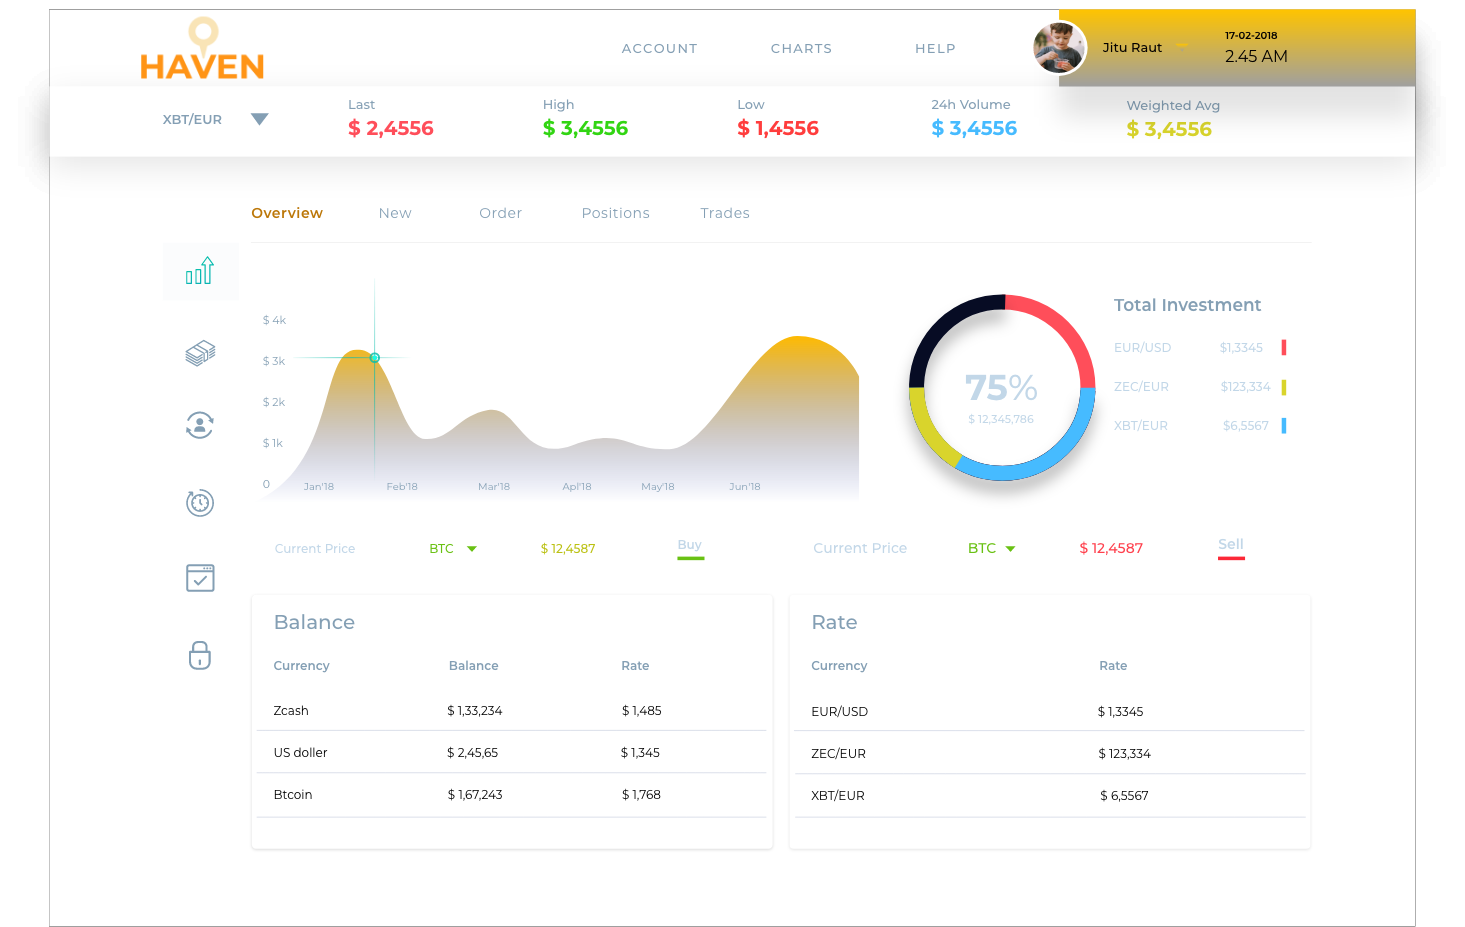 HAVEN
ACCOUNT CHARTS HELP
Jitu Raut
17-02-2018
2.45 AM
XBT/EUR
Last
$ 2,4556
High
$ 3,4556
Low
$ 1,4556
24h Volume
$ 3,4556
Weighted Avg
$ 3,4556
Overview New Order Positions Trades
$ 4k
$ 3k
$ 2k
$ 1k
0
Jan'18 Feb'18 Mar'18 Apl'18 May'18 Jun'18
75%
$ 12,345,786
Total Investment
EUR/USD $1,3345
ZEC/EUR $123,334
XBT/EUR $6,5567
Current Price BTC $ 12,4587 Buy
Current Price BTC $ 12,4587 Sell
Balance
Currency Balance Rate
Zcash $ 1,33,234 $ 1,485
US doller $ 2,45,65 $ 1,345
Btcoin $ 1,67,243 $ 1,768
Rate
Currency Rate
EUR/USD $ 1,3345
ZEC/EUR $ 123,334
XBT/EUR $ 6,5567